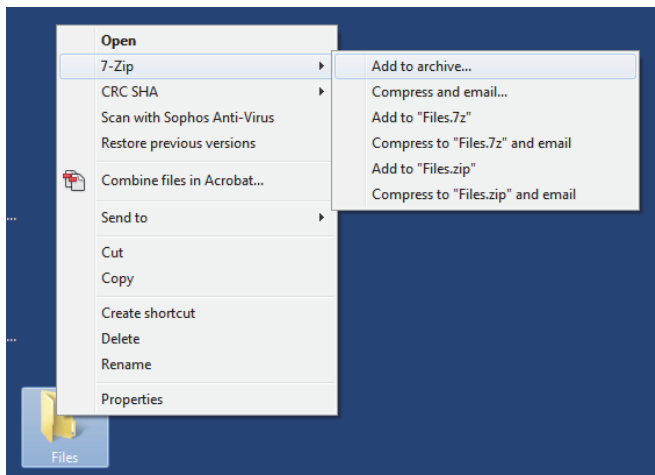 Open
7-Zip
CRC SHA
Scan with Sophos Anti-Virus
Restore previous versions
Combine files in Acrobat...
Send to
Cut
Copy
Create shortcut
Delete
Rename
Properties
Add to archive...
Compress and email...
Add to "Files.7z"
Compress to "Files.7z" and email
Add to "Files.zip"
Compress to "Files.zip" and email
...
...
Files